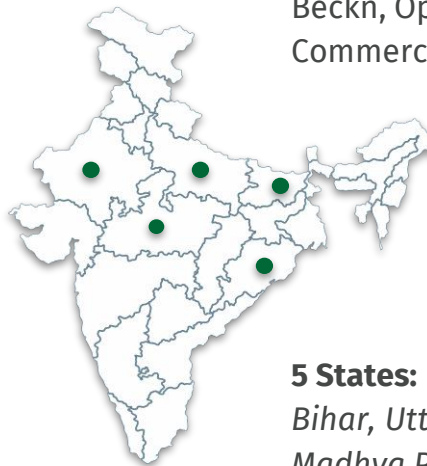 Beckn, Op
Commerc
5 States:
Bihar, Utt
Madhya P